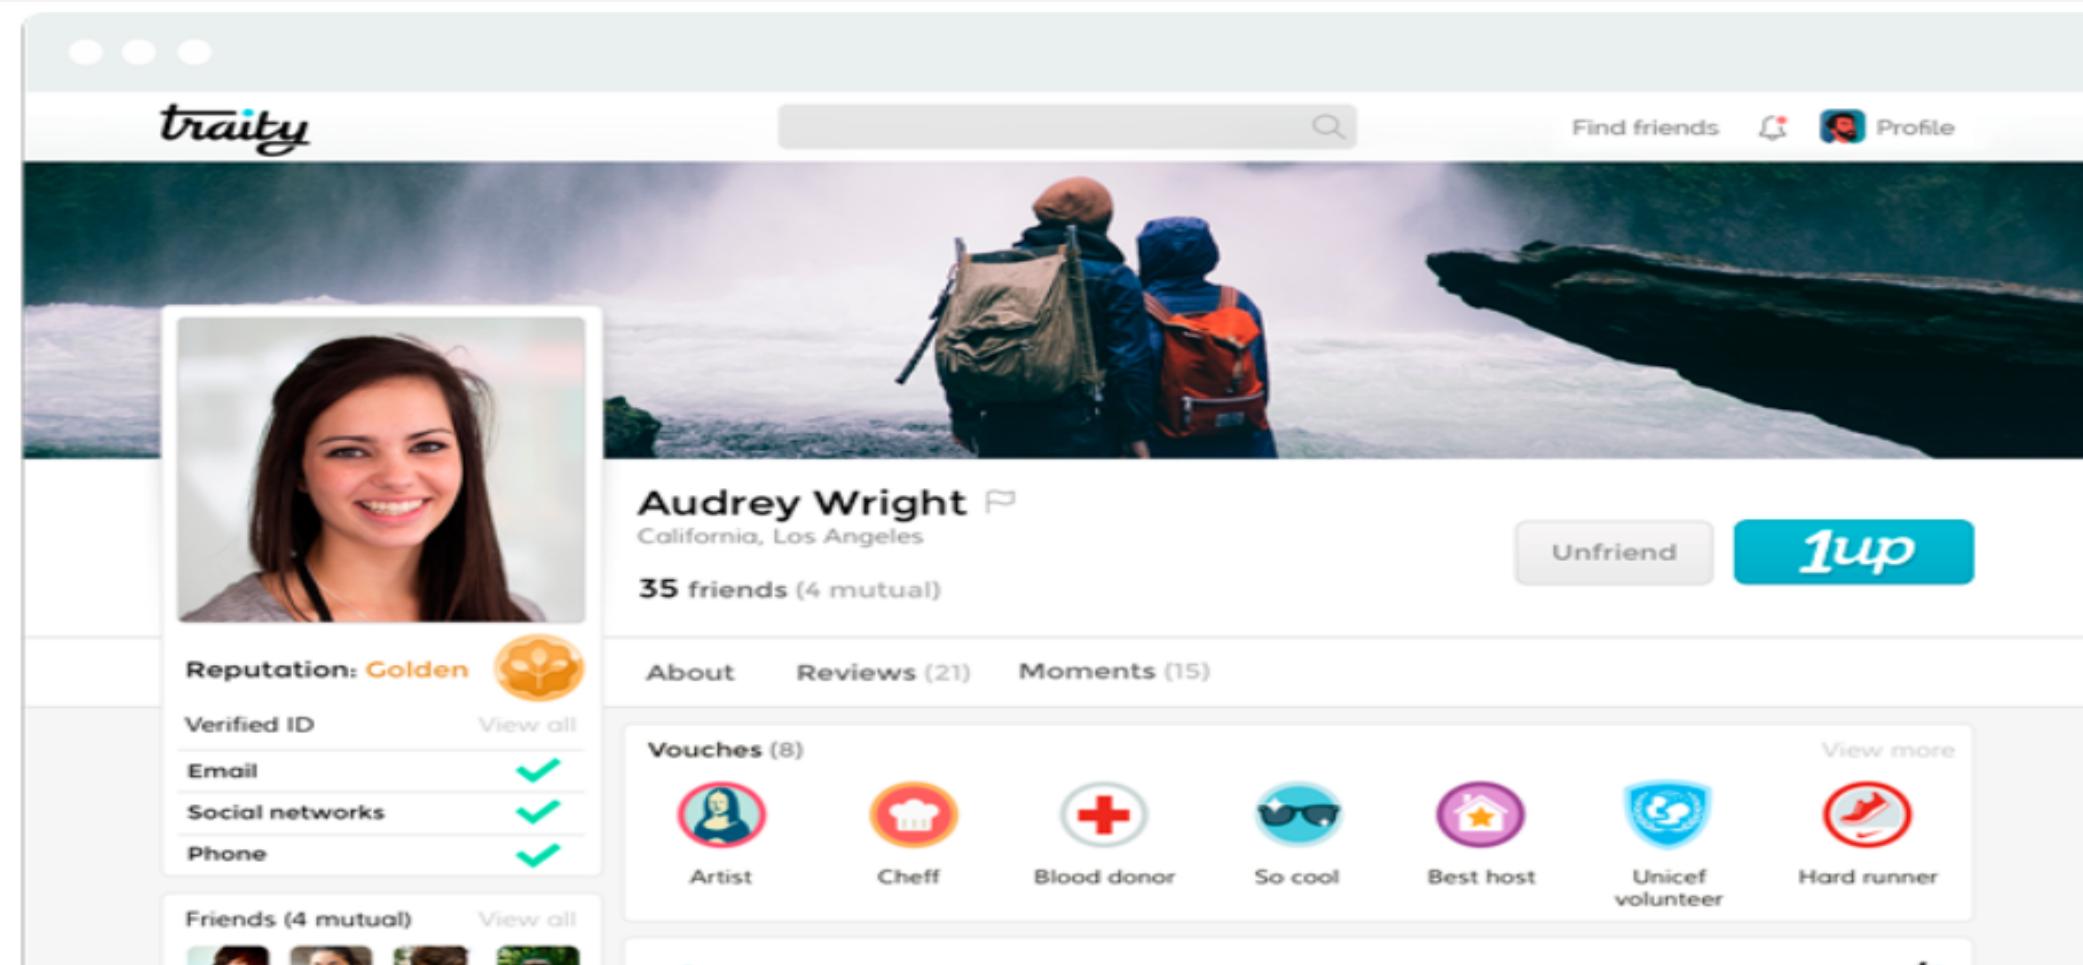 traity
Find friends
Profile
Audrey Wright
California, Los Angeles
35 friends (4 mutual)
Unfriend
1up
Reputation: Golden
About
Reviews (21)
Moments (15)
Verified ID
View all
Email
Social networks
Phone
Vouches (8)
View more
Artist
Cheff
Blood donor
So cool
Best host
Unicef
volunteer
Hard runner
Friends (4 mutual)
View all